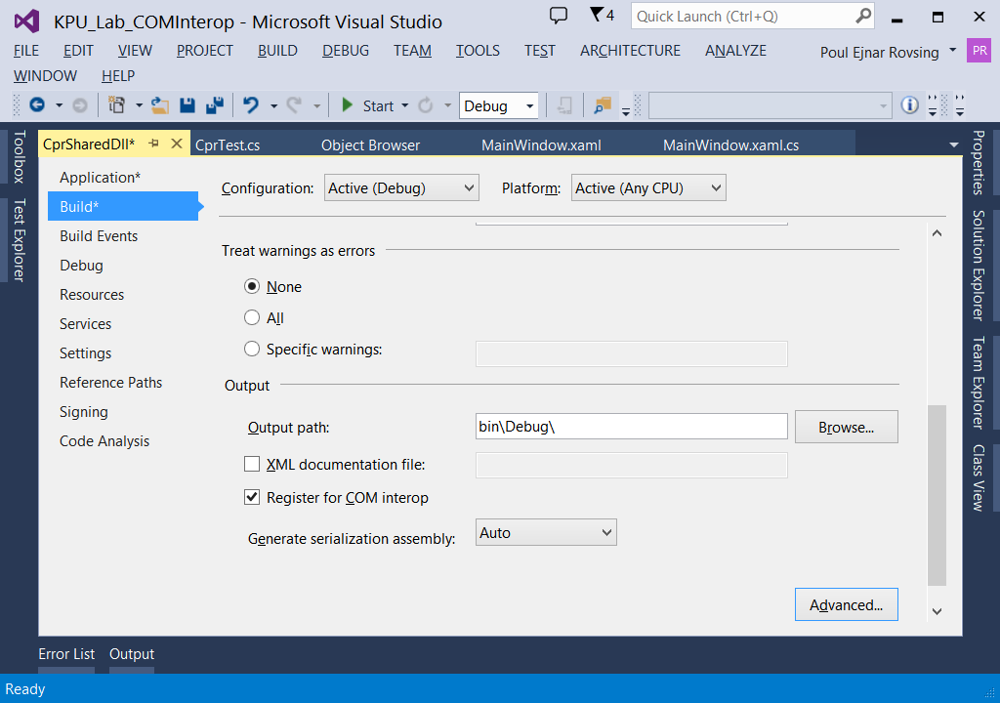 KPU_Lab_COMInterop - Microsoft Visual Studio
4
Quick Launch (Ctrl+Q)
FILE EDIT VIEW PROJECT BUILD DEBUG TEAM TOOLS TEST ARCHITECTURE ANALYZE
Poul Ejnar Rovsing
PR
WINDOW HELP
Start
Debug
Toolbox
Test Explorer
CprSharedDll*
CprTest.cs
Object Browser
MainWindow.xaml
MainWindow.xaml.cs
Application*
Build*
Build Events
Debug
Resources
Services
Settings
Reference Paths
Signing
Code Analysis
Configuration: Active (Debug) Platform: Active (Any CPU)
Treat warnings as errors
None
All
Specific warnings:
Output
Output path: bin\Debug\ Browse...
XML documentation file:
Register for COM interop
Generate serialization assembly: Auto
Advanced...
Properties
Solution Explorer
Team Explorer
Class View
Error List Output
Ready